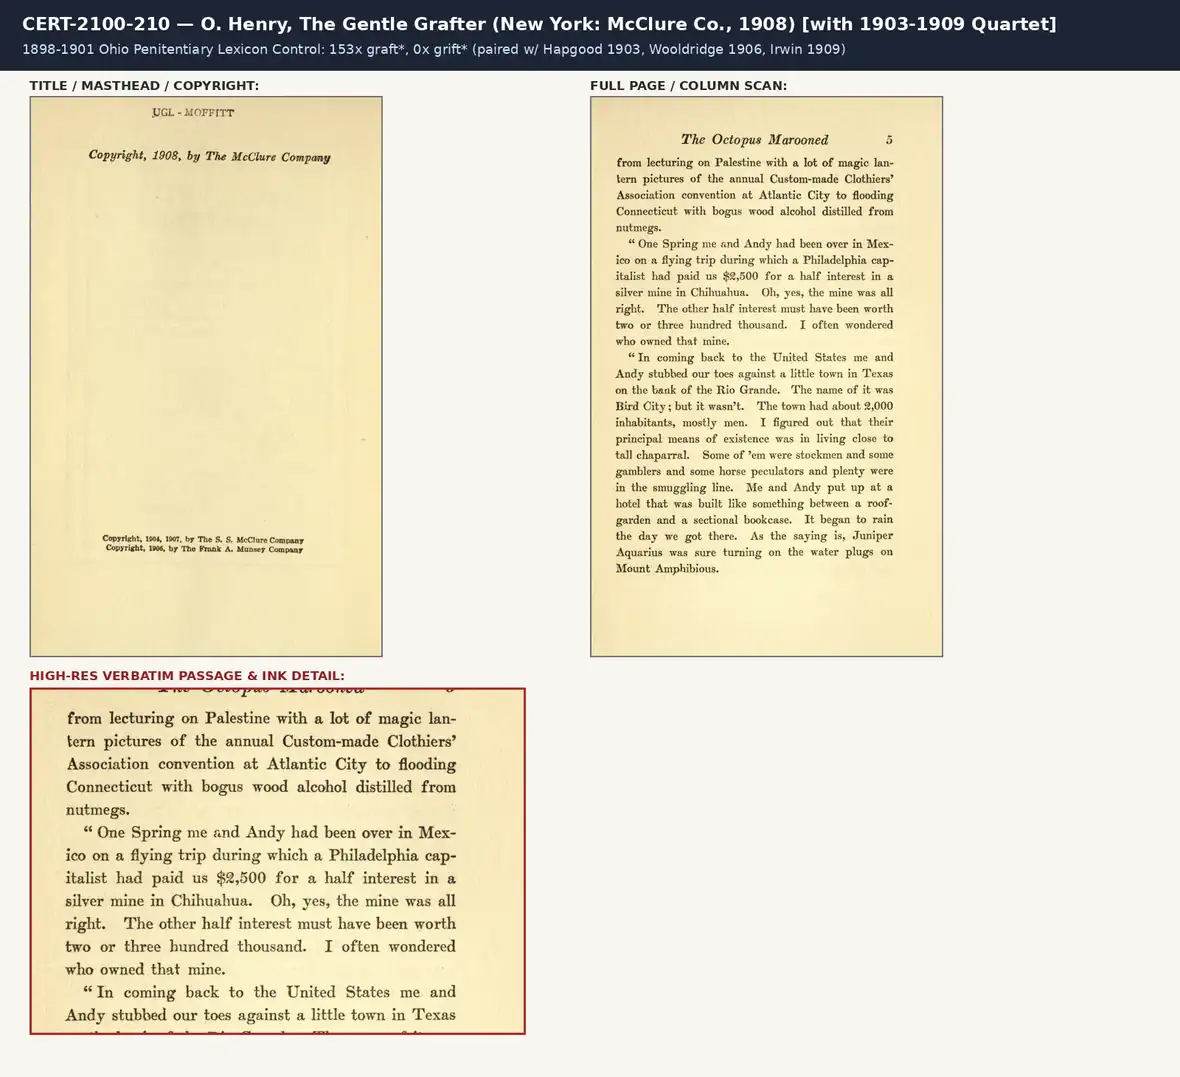 CERT-2100-210 — O. Henry, The Gentle Grafter (New York: McClure Co., 1908) [with 1903-1909 Quartet]
1898-1901 Ohio Penitentiary Lexicon Control: 153x graft*, 0x grift* (paired w/ Hapgood 1903, Wooldridge 1906, Irwin 1909)
TITLE / MASTHEAD / COPYRIGHT:
UGL - MOFFITT
Copyright, 1908, by The McClure Company
Copyright, 1904, 1907, by The S. S. McClure Company
Copyright, 1906, by The Frank A. Munsey Company
FULL PAGE / COLUMN SCAN:
The Octopus Marooned 5
from lecturing on Palestine with a lot of magic lan-
tern pictures of the annual Custom-made Clothiers’
Association convention at Atlantic City to flooding
Connecticut with bogus wood alcohol distilled from
nutmegs.
“ One Spring me and Andy had been over in Mex-
ico on a flying trip during which a Philadelphia cap-
italist had paid us $2,500 for a half interest in a
silver mine in Chihuahua. Oh, yes, the mine was all
right. The other half interest must have been worth
two or three hundred thousand. I often wondered
who owned that mine.
“ In coming back to the United States me and
Andy stubbed our toes against a little town in Texas
on the bank of the Rio Grande. The name of it was
Bird City; but it wasn’t. The town had about 2,000
inhabitants, mostly men. I figured out that their
principal means of existence was in living close to
tall chaparral. Some of ’em were stockmen and some
gamblers and some horse peculators and plenty were
in the smuggling line. Me and Andy put up at a
hotel that was built like something between a roof-
garden and a sectional bookcase. It began to rain
the day we got there. As the saying is, Juniper
Aquarius was sure turning on the water plugs on
Mount Amphibious.
HIGH-RES VERBATIM PASSAGE & INK DETAIL:
The Octopus Marooned 5
from lecturing on Palestine with a lot of magic lan-
tern pictures of the annual Custom-made Clothiers’
Association convention at Atlantic City to flooding
Connecticut with bogus wood alcohol distilled from
nutmegs.
“ One Spring me and Andy had been over in Mex-
ico on a flying trip during which a Philadelphia cap-
italist had paid us $2,500 for a half interest in a
silver mine in Chihuahua. Oh, yes, the mine was all
right. The other half interest must have been worth
two or three hundred thousand. I often wondered
who owned that mine.
“ In coming back to the United States me and
Andy stubbed our toes against a little town in Texas